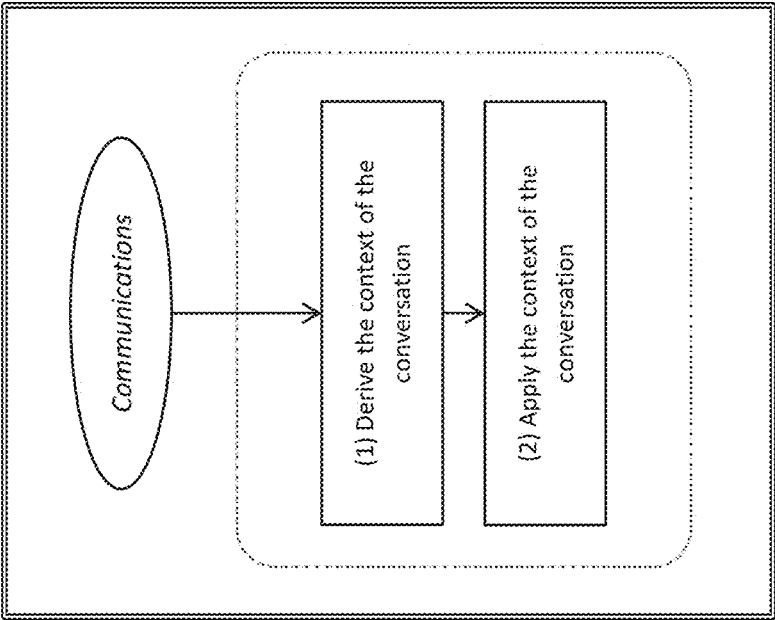 Communications
(1) Derive the context of the
conversation
(2) Apply the context of the
conversation